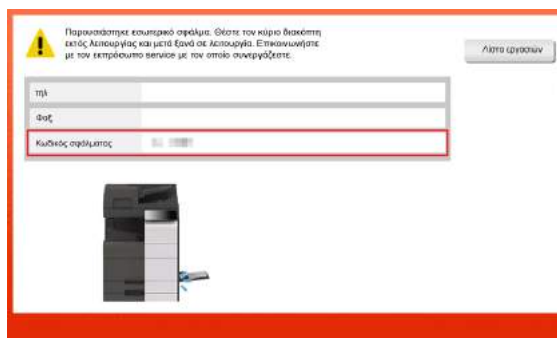 Παρουσιάστηκε εσωτερικό σφάλμα. Θέστε τον κύριο διακόπτη
εκτός λειτουργίας και μετά ξανά σε λειτουργία. Επικοινωνήστε
με τον εκπρόσωπο service με τον οποίο συνεργάζεστε.
Λίστα εργασιών
τηλ
Φαξ
Κωδικός σφάλματος